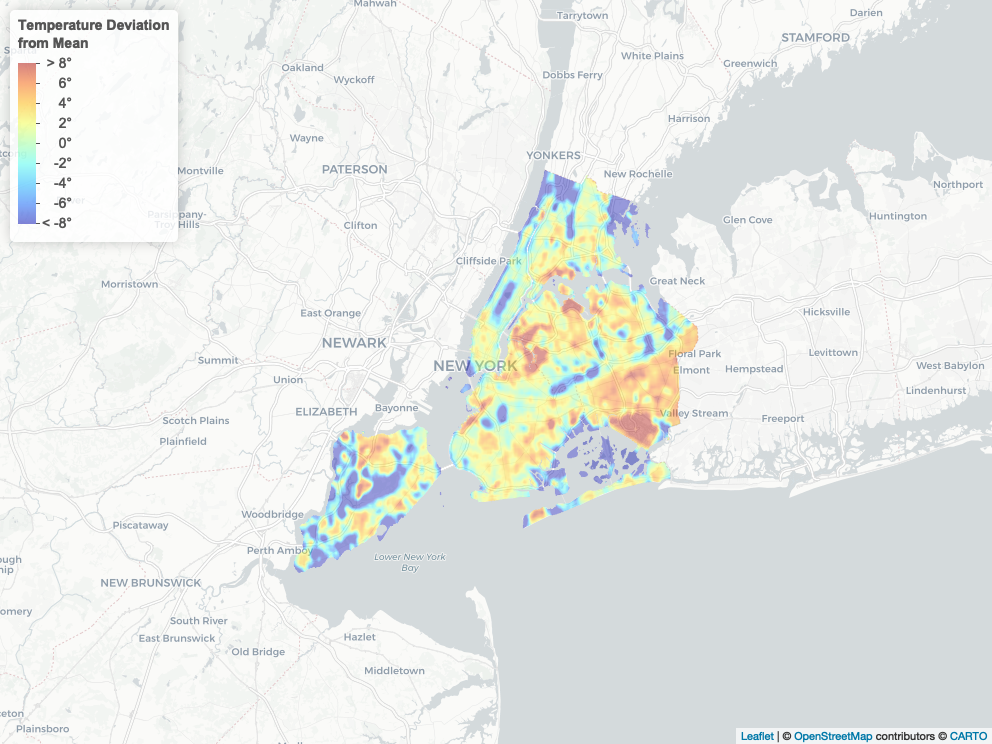 Temperature Deviation
from Mean
> 8°
6°
4°
2°
0°
-2°
-4°
-6°
< -8°
Mahwah
Tarrytown
Darien
STAMFORD
White Plains
Greenwich
Oakland
Wyckoff
Dobbs Ferry
Harrison
Wayne
YONKERS
Montville
PATERSON
New Rochelle
Northport
Parsippany-
Troy Hills
Clifton
Glen Cove
Huntington
Cliffside Park
Morristown
Great Neck
East Orange
Hicksville
NEWARK
Floral Park
Levittown
Summit
NEW YORK
Elmont
Hempstead
West Babylon
Union
Lindenhurst
ELIZABETH
Bayonne
Valley Stream
Freeport
Scotch Plains
Plainfield
Woodbridge
Piscataway
Perth Amboy
Lower New York
Bay
NEW BRUNSWICK
South River
East Brunswick
Hazlet
Old Bridge
Middletown
Plainsboro
Leaflet | © OpenStreetMap contributors © CARTO